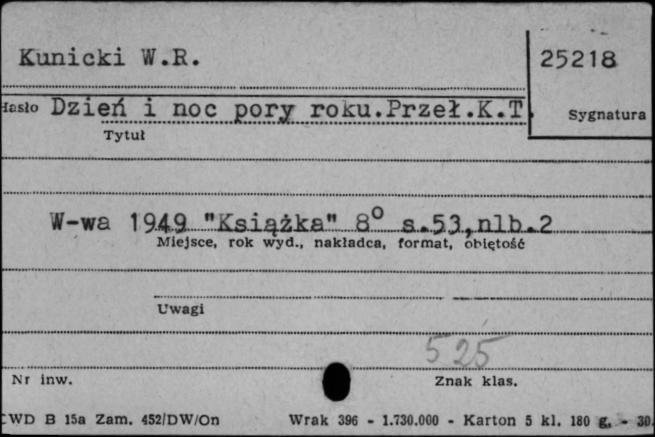 Kunicki W.R.
25218
Hasło Dzień i noc pory roku.Przeł.K.T.
Sygnatura
Tytuł
W-wa 1949 "Książka" 8° s.53,nlb.2
Miejsce, rok wyd., nakładca, format, objętość
Uwagi
525
Nr inw.
Znak klas.
CWD B 15a Zam. 452/DW/On Wrak 396 - 1.730.000 - Karton 5 kl. 180 g. - 30.